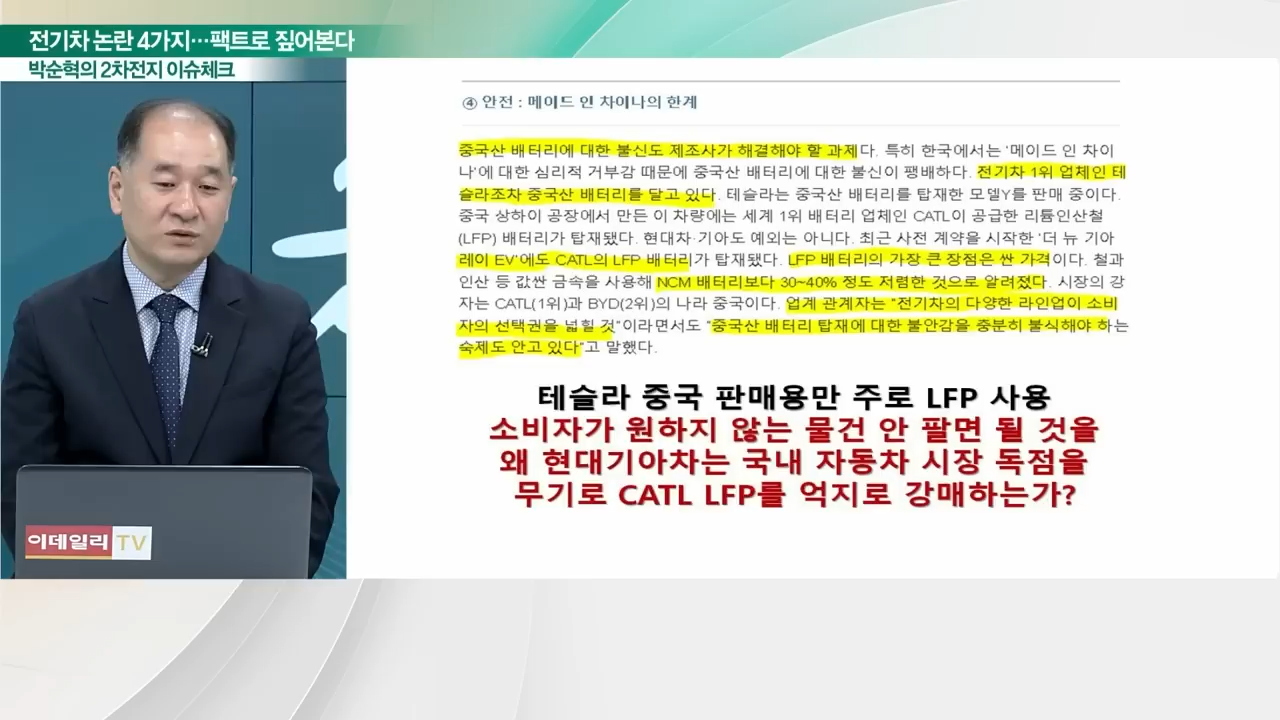 전기차 논란 4가지…팩트로 짚어본다
박순혁의 2차전지 이슈체크
④ 안전 : 메이드 인 차이나의 한계
중국산 배터리에 대한 불신도 제조사가 해결해야 할 과제다. 특히 한국에서는 '메이드 인 차이
나'에 대한 심리적 거부감 때문에 중국산 배터리에 대한 불신이 팽배하다. 전기차 1위 업체인 테
슬라조차 중국산 배터리를 달고 있다. 테슬라는 중국산 배터리를 탑재한 모델Y를 판매 중이다.
중국 상하이 공장에서 만든 이 차량에는 세계 1위 배터리 업체인 CATL이 공급한 리튬인산철
(LFP) 배터리가 탑재됐다. 현대차·기아도 예외는 아니다. 최근 사전 계약을 시작한 '더 뉴 기아
레이 EV'에도 CATL의 LFP 배터리가 탑재됐다. LFP 배터리의 가장 큰 장점은 싼 가격이다. 철과
인산 등 값싼 금속을 사용해 NCM 배터리보다 30~40% 정도 저렴한 것으로 알려졌다. 시장의 강
자는 CATL(1위)과 BYD(2위)의 나라 중국이다. 업계 관계자는 "전기차의 다양한 라인업이 소비
자의 선택권을 넓힐 것"이라면서도 "중국산 배터리 탑재에 대한 불안감을 충분히 불식해야 하는
숙제도 안고 있다"고 말했다.
테슬라 중국 판매용만 주로 LFP 사용
소비자가 원하지 않는 물건 안 팔면 될 것을
왜 현대기아차는 국내 자동차 시장 독점을
무기로 CATL LFP를 억지로 강매하는가?
이데일리 TV